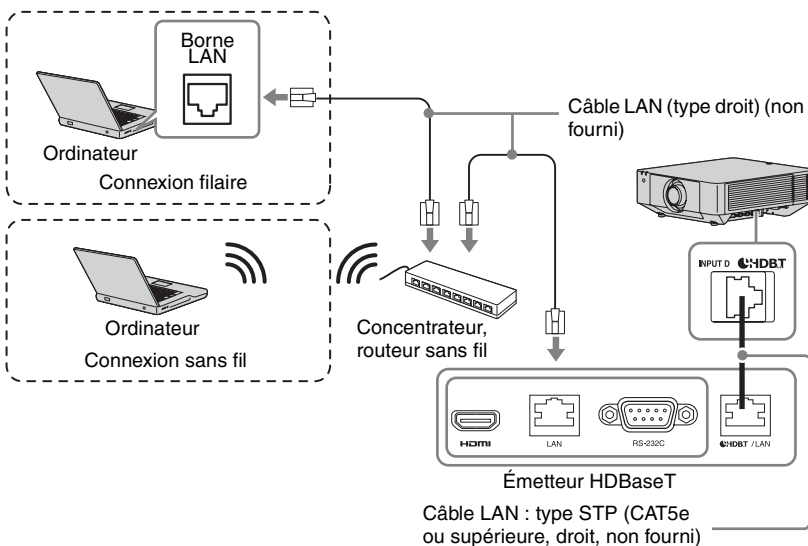 Borne
LAN
Ordinateur
Connexion filaire
Câble LAN (type droit) (non
fourni)
Ordinateur
Connexion sans fil
Concentrateur,
routeur sans fil
INPUT D HDBT
HDMI
LAN
RS-232C
HDBT / LAN
Émetteur HDBaseT
Câble LAN : type STP (CAT5e
ou supérieure, droit, non fourni)